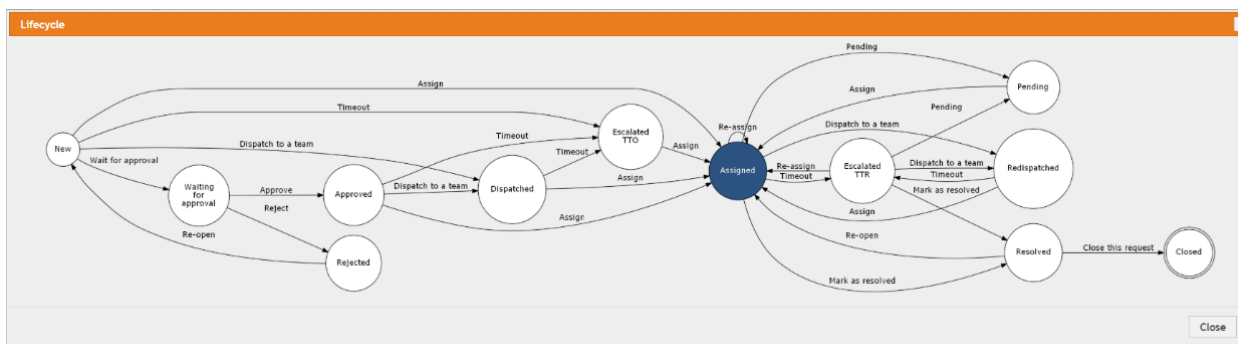 Lifecycle
Pending
Assign
Pending
Assign
Timeout
Pending
Re-assign
Escalated
TTO
Timeout
Dispatch to a team
New
Dispatch to a team
Assign
Timeout
Wait for approval
Re-assign
Escalated
TTR
Dispatch to a team
Redispatched
Timeout
Assigned
Timeout
Waiting
for
approval
Approve
Approved
Dispatch to a team
Dispatched
Assign
Mark as resolved
Reject
Assign
Assign
Re-open
Re-open
Rejected
Resolved
Close this request
Closed
Mark as resolved
Close